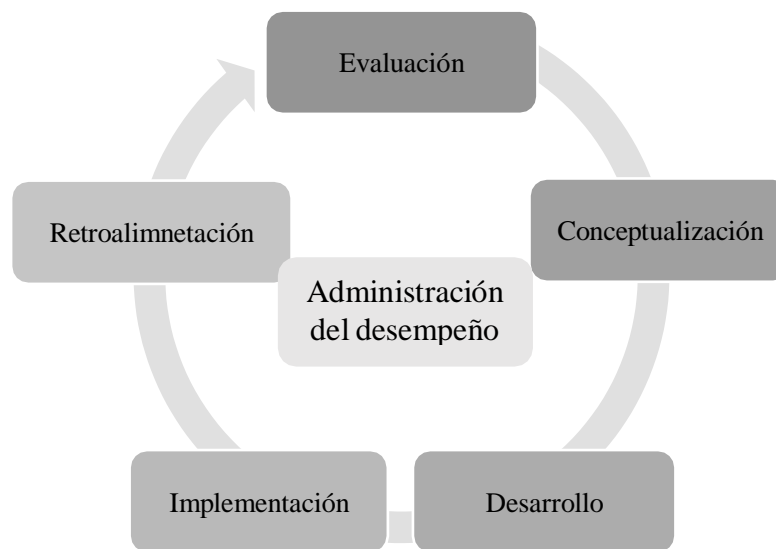 Evaluación
Conceptualización
Desarrollo
Implementación
Retroalimnetación
Administración
del desempeño